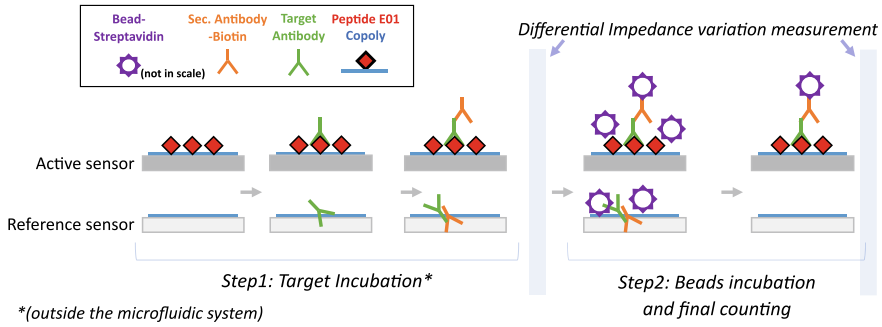 Bead-
Streptavidin
(not in scale)
Sec. Antibody
-Biotin
Target
Antibody
Peptide E01
Copoly
Differential Impedance variation measurement
Active sensor
Reference sensor
Step1: Target Incubation*
Step2: Beads incubation
and final counting
*(outside the microfluidic system)